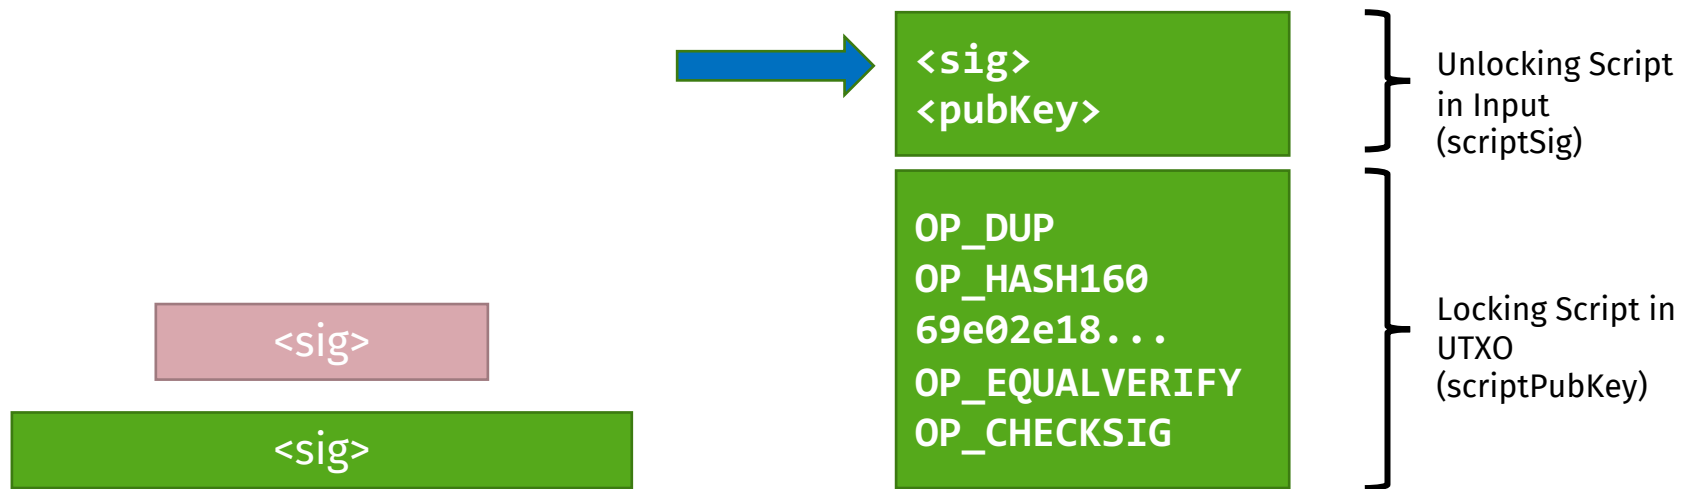 <sig>
<pubKey>
Unlocking Script
in Input
(scriptSig)
OP_DUP
OP_HASH160
69e02e18...
OP_EQUALVERIFY
OP_CHECKSIG
Locking Script in
UTXO
(scriptPubKey)
<sig>
<sig>